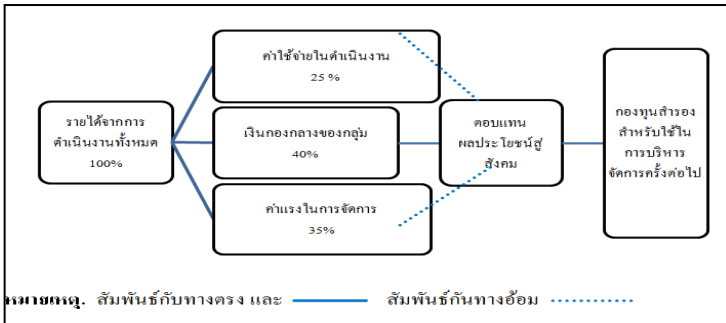 ค่าใช้จ่ายในดำเนินงาน
25 %
รายได้จากการ
ดำเนินงานทั้งหมด
100%
เงินกองกลางของกลุ่ม
40%
ค่าแรงในการจัดการ
35%
ตอบแทน
ผลประโยชน์สู่
สังคม
กองทุนสำรอง
สำหรับใช้ใน
การบริหาร
จัดการครั้งต่อไป
หมายเหตุ. สัมพันธ์กับทางตรง และ สัมพันธ์กันทางอ้อม